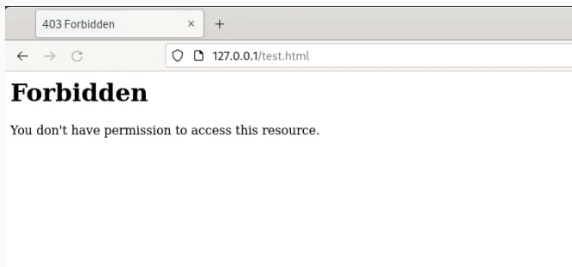 403 Forbidden
127.0.0.1/test.html
Forbidden
You don't have permission to access this resource.